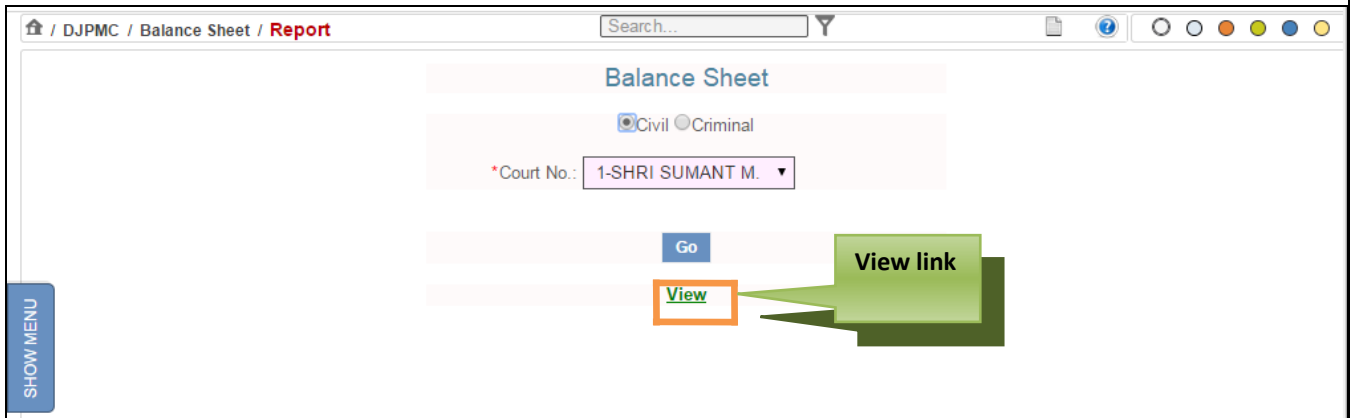 / DJPMC / Balance Sheet / Report
Search...
Balance Sheet
Civil Criminal
*Court No.: 1-SHRI SUMANT M.
Go
View link
View
SHOW MENU